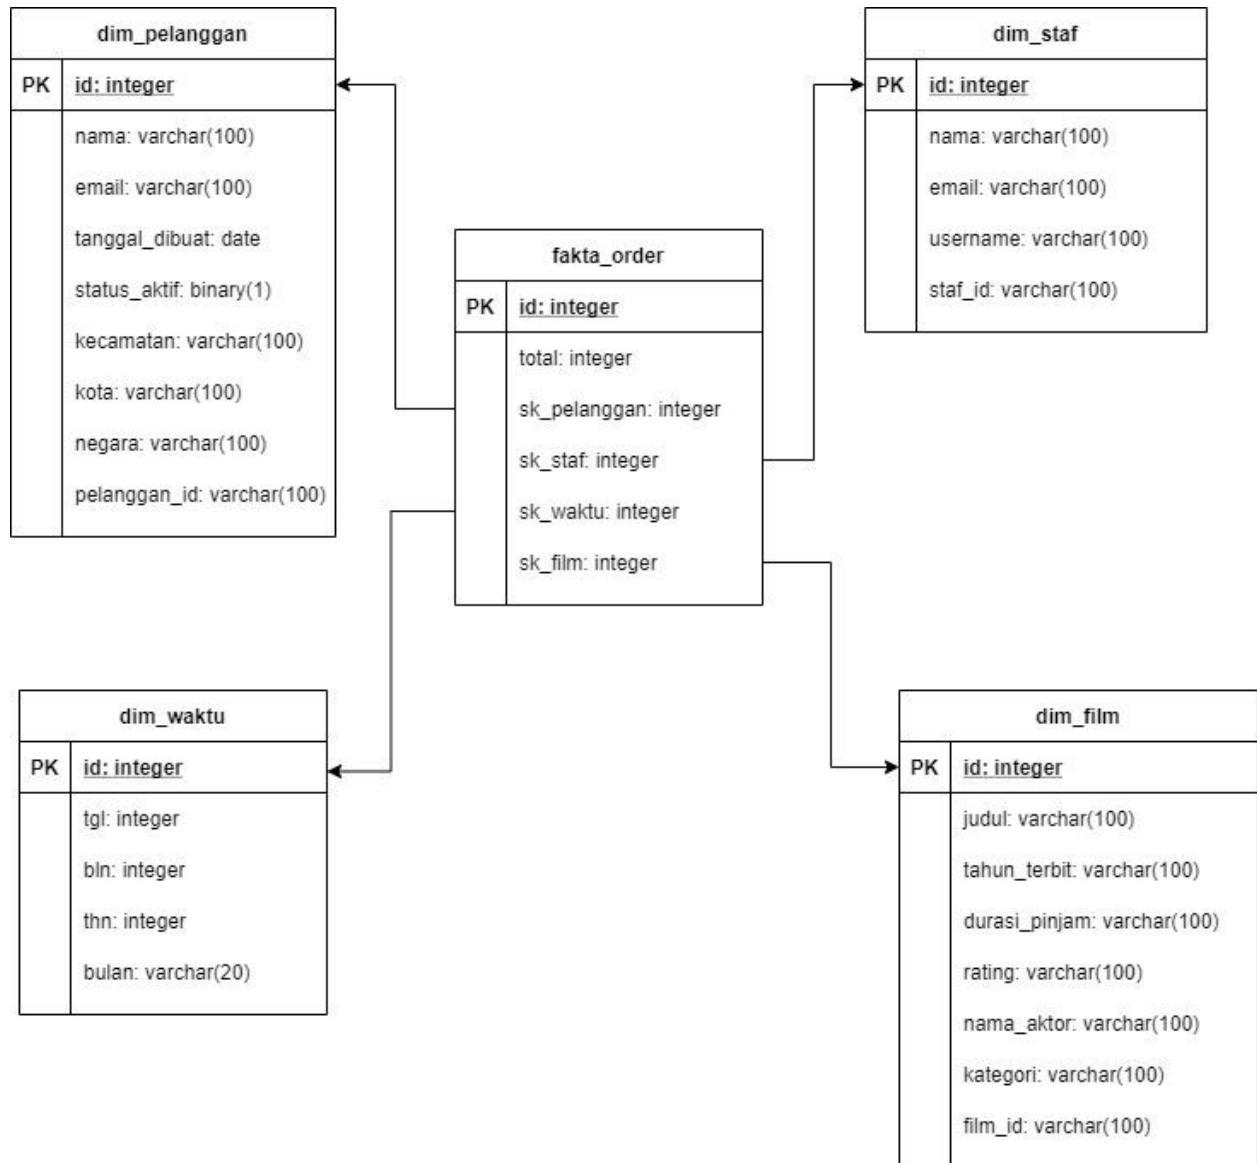 dim_pelanggan
PK id: integer
nama: varchar(100)
email: varchar(100)
tanggal_dibuat: date
status_aktif: binary(1)
kecamatan: varchar(100)
kota: varchar(100)
negara: varchar(100)
pelanggan_id: varchar(100)
dim_staf
PK id: integer
nama: varchar(100)
email: varchar(100)
username: varchar(100)
staf_id: varchar(100)
fakta_order
PK id: integer
total: integer
sk_pelanggan: integer
sk_staf: integer
sk_waktu: integer
sk_film: integer
dim_waktu
PK id: integer
tgl: integer
bln: integer
thn: integer
bulan: varchar(20)
dim_film
PK id: integer
judul: varchar(100)
tahun_terbit: varchar(100)
durasi_pinjam: varchar(100)
rating: varchar(100)
nama_aktor: varchar(100)
kategori: varchar(100)
film_id: varchar(100)